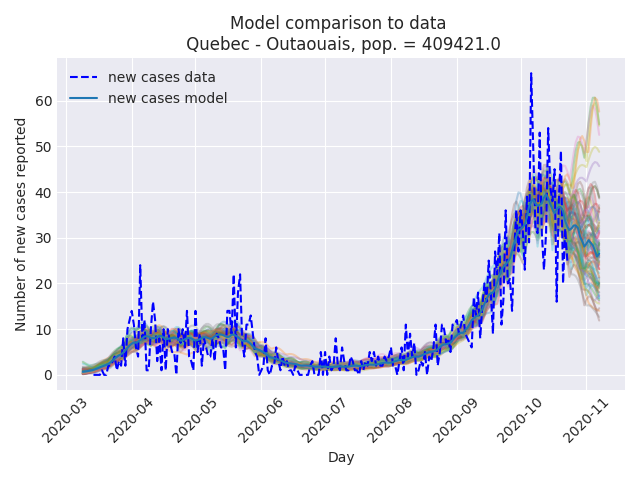 Model comparison to data
Quebec - Outaouais, pop. = 409421.0
new cases data
new cases model
Number of new cases reported
60
50
40
30
20
10
0
2020-03
2020-04
2020-05
2020-06
2020-07
2020-08
2020-09
2020-10
2020-11
Day